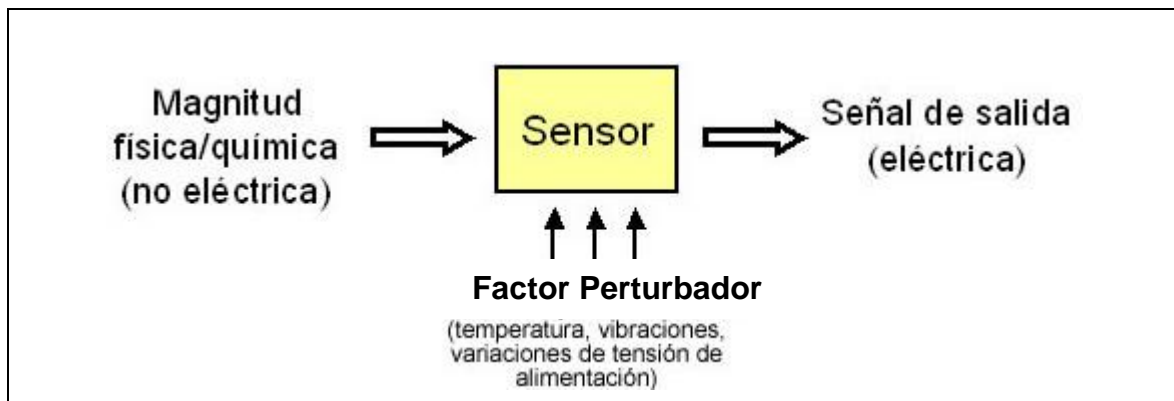 Magnitud
física/química
(no eléctrica)
Sensor
Señal de salida
(eléctrica)
Factor Perturbador
(temperatura, vibraciones,
variaciones de tensión de
alimentación)